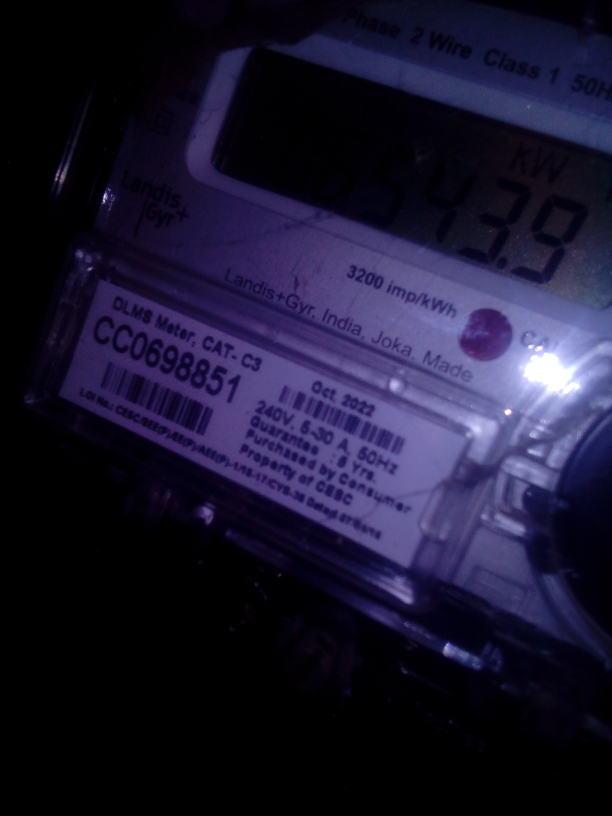 Phase 2 Wire Class 1 50H
kW
543.9
Landis
Gyr+
3200 imp/kWh
CAL
Landis+Gyr, India, Joka, Made
DLMS Meter, CAT- C3
CC0698851
Oct, 2022
240V, 5-30 A, 50Hz
Guarantee : 5 Yrs.
Purchased by Consumer
Property of CESC